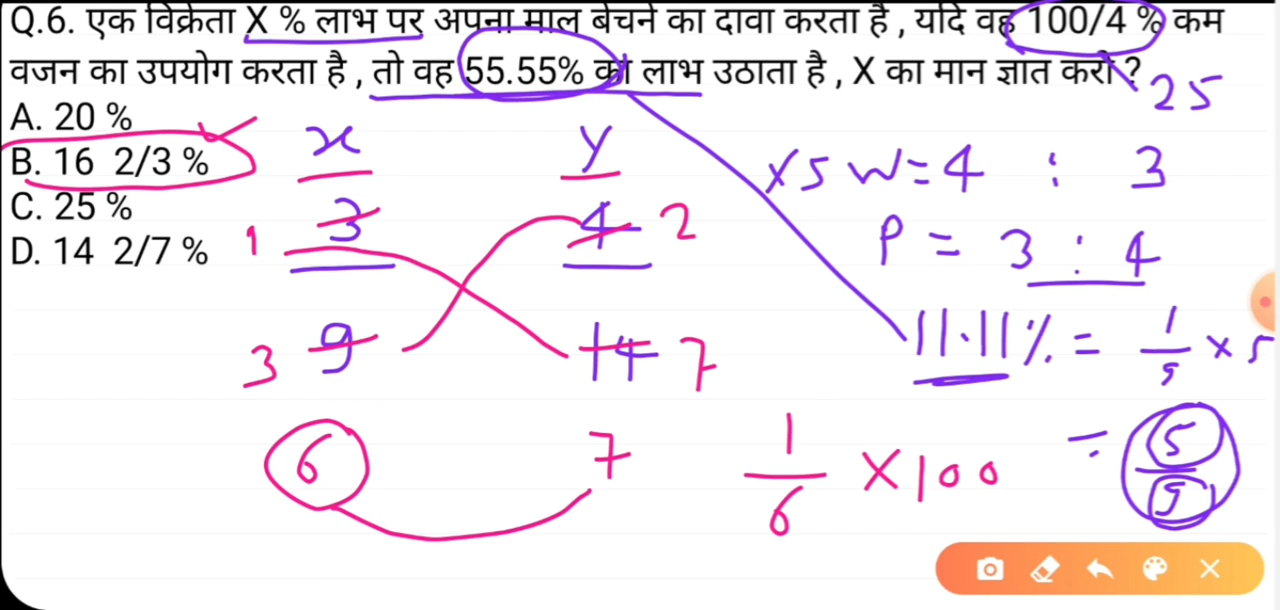 Q.6. एक विक्रेता X % लाभ पर अपना माल बेचने का दावा करता है , यदि वह 100/4 % कम
वजन का उपयोग करता है , तो वह 55.55% का लाभ उठाता है , X का मान ज्ञात करो ?
25
A. 20 %
B. 16 2/3 %
C. 25 %
D. 14 2/7 %
x y
3 4 2
1
3 9 14 7
6 7
W = 4 : 3
P = 3 : 4
11.11% = 1/9 × 5
1/6 × 100
= 5/9